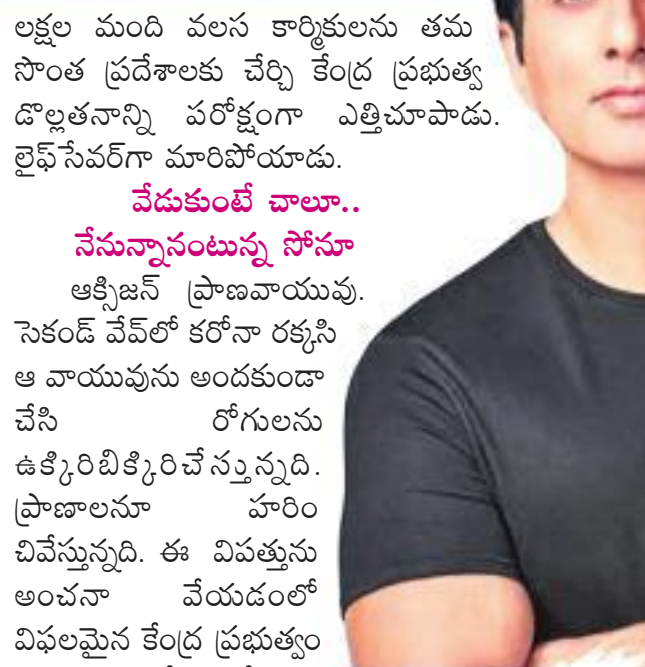 లక్షల మంది వలస కార్మికులను తమ
సొంత ప్రదేశాలకు చేర్చి కేంద్ర ప్రభుత్వ
డొల్లతనాన్ని పరోక్షంగా ఎత్తిచూపాడు.
లైఫ్‌సేవర్‌గా మారిపోయాడు.
వేడుకుంటే చాలూ..
నేనున్నానంటున్న సోనూ
ఆక్సిజన్ ప్రాణవాయువు.
సెకండ్ వేవ్‌లో కరోనా రక్కసి
ఆ వాయువును అందకుండా
చేసి రోగులను
ఉక్కిరిబిక్కిరిచేస్తున్నది.
ప్రాణాలనూ హరిం
చివేస్తున్నది. ఈ విపత్తును
అంచనా వేయడంలో
విఫలమైన కేంద్ర ప్రభుత్వం